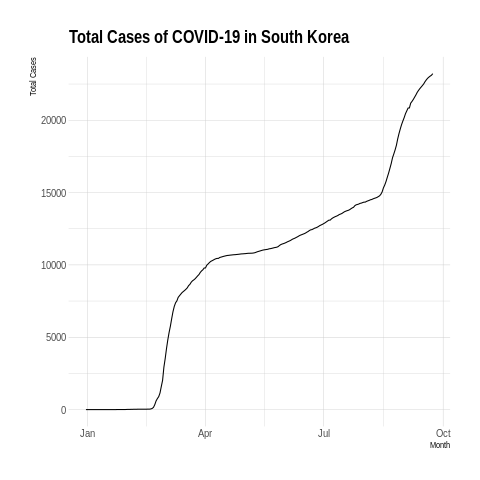 Total Cases of COVID-19 in South Korea
Total Cases
20000
15000
10000
5000
0
Jan Apr Jul Oct
Month